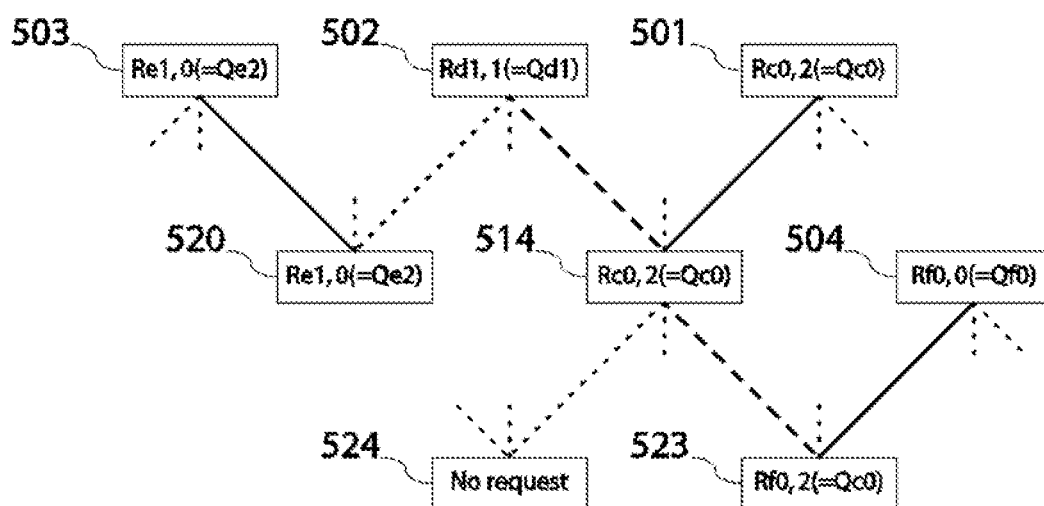 503 502 501
Re1, 0(=Qe2) Rd1, 1(=Qd1) Rc0, 2(=Qc0)
520 514 504
Re1, 0(=Qe2) Rc0, 2(=Qc0) Rf0, 0(=Qf0)
524 523
No request Rf0, 2(=Qc0)